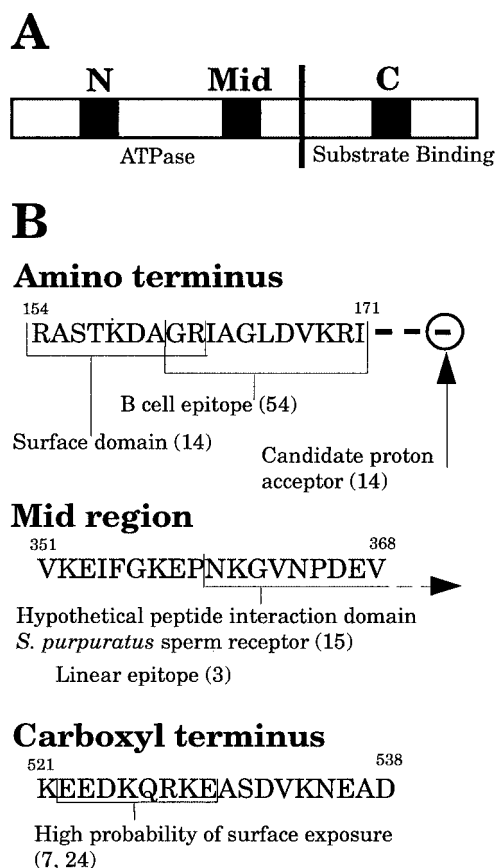 A
N Mid C
ATPase Substrate Binding
B
Amino terminus
154 171
RASTKDAGRIAGLDVKRI
B cell epitope (54)
Surface domain (14)
Candidate proton
acceptor (14)
Mid region
351 368
VKEIFGKEPNKGVNPDEV
Hypothetical peptide interaction domain
S. purpuratus sperm receptor (15)
Linear epitope (3)
Carboxyl terminus
521 538
KEEDKQRKEASDVKNEAD
High probability of surface exposure
(7, 24)